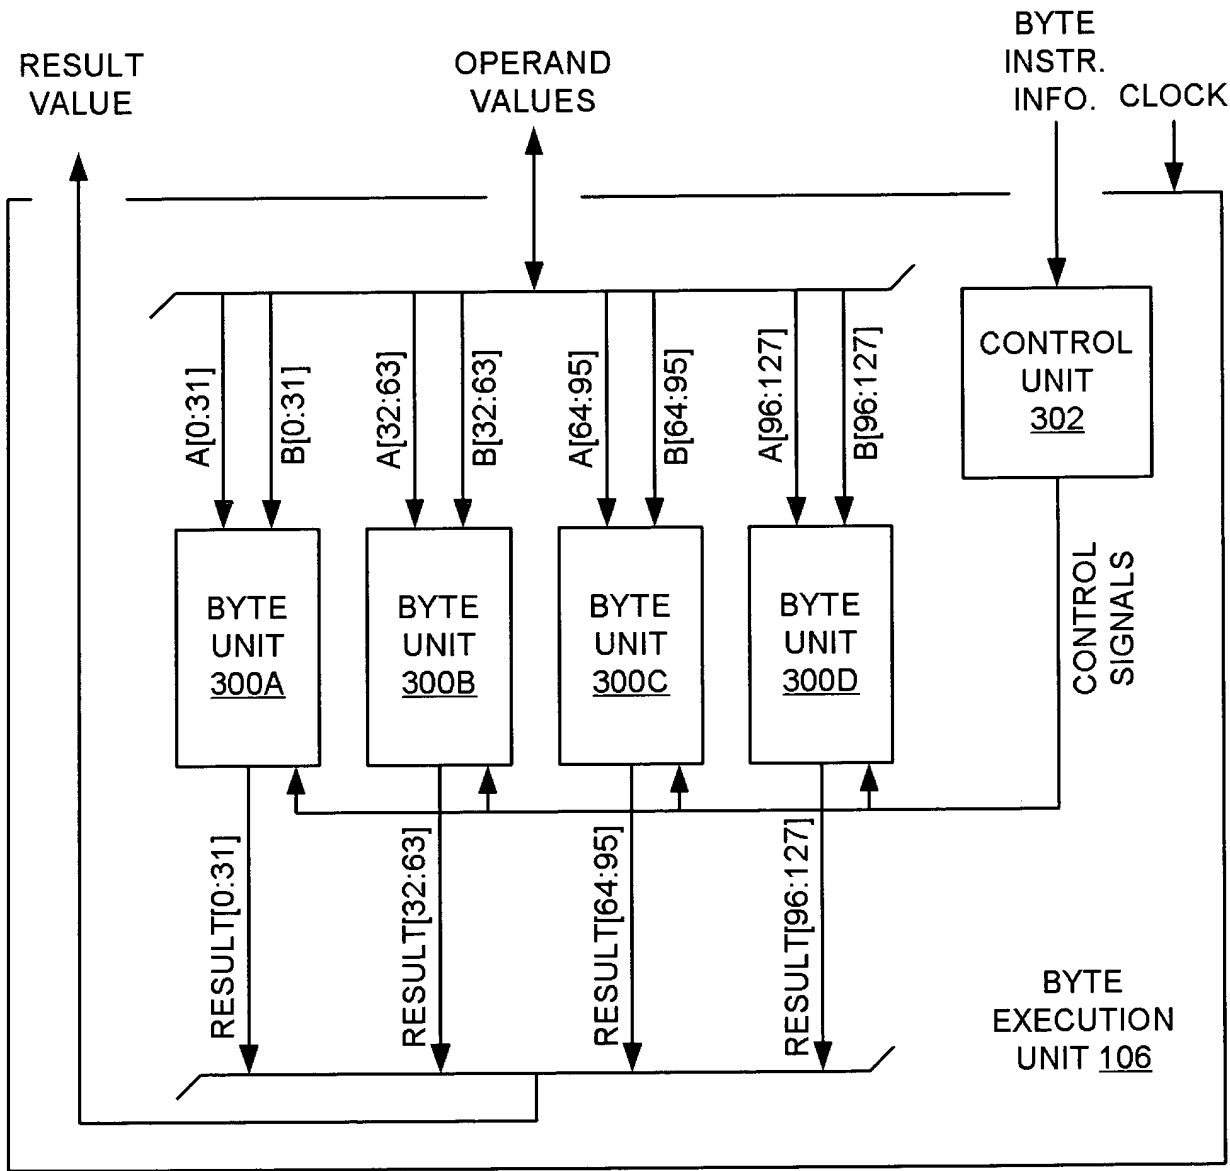 RESULT
VALUE
OPERAND
VALUES
BYTE
INSTR.
INFO.
CLOCK
A[0:31]
B[0:31]
A[32:63]
B[32:63]
A[64:95]
B[64:95]
A[96:127]
B[96:127]
CONTROL
UNIT
302
BYTE
UNIT
300A
BYTE
UNIT
300B
BYTE
UNIT
300C
BYTE
UNIT
300D
CONTROL
SIGNALS
RESULT[0:31]
RESULT[32:63]
RESULT[64:95]
RESULT[96:127]
BYTE
EXECUTION
UNIT 106